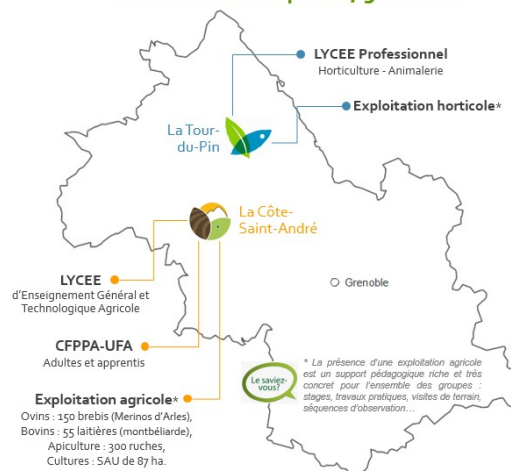 LYCEE Professionnel
Horticulture - Animalerie
Exploitation horticole*
La Tour-
du-Pin
La Côte-
Saint-André
LYCEE
d'Enseignement Général et
Technologique Agricole
Grenoble
CFPPA-UFA
Adultes et apprentis
Exploitation agricole*
Ovins : 150 brebis (Merinos d'Arles),
Bovins : 55 laitières (montbéliarde),
Apiculture : 300 ruches,
Cultures : SAU de 87 ha.
Le saviez-
vous?
* La présence d'une exploitation agricole
est un support pédagogique riche et très
concret pour l'ensemble des groupes :
stages, travaux pratiques, visites de terrain,
séquences d'observation…